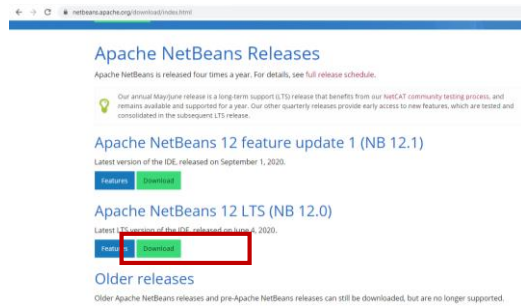 netbeans.apache.org/download/index.html
Apache NetBeans Releases
Apache NetBeans is released four times a year. For details, see full release schedule.
Our annual May/June release is a long-term support (LTS) release that benefits from our NetCAT community testing process, and
remains available and supported for a year. Our other quarterly releases provide early access to new features, which are tested and
consolidated in the subsequent LTS release.
Apache NetBeans 12 feature update 1 (NB 12.1)
Latest version of the IDE, released on September 1, 2020.
Features Download
Apache NetBeans 12 LTS (NB 12.0)
Latest LTS version of the IDE, released on June 4, 2020.
Features Download
Older releases
Older Apache NetBeans releases and pre-Apache NetBeans releases can still be downloaded, but are no longer supported.